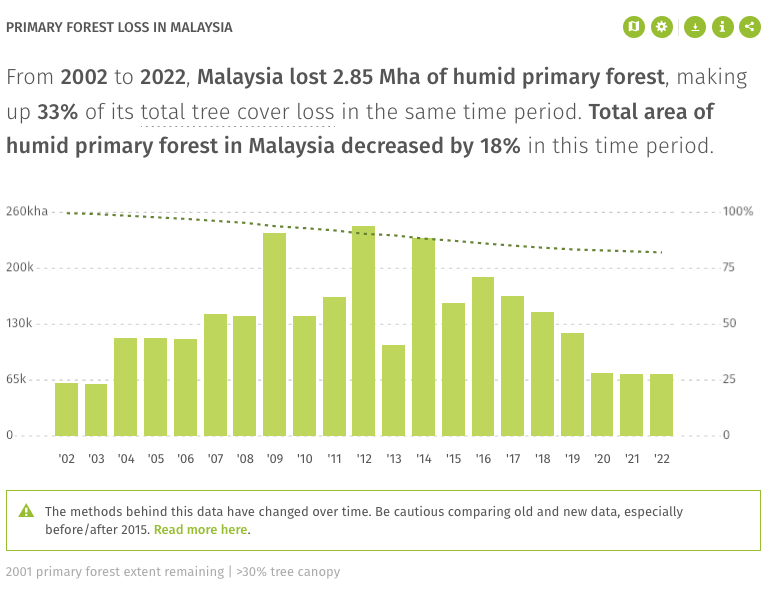 PRIMARY FOREST LOSS IN MALAYSIA
From 2002 to 2022, Malaysia lost 2.85 Mha of humid primary forest, making
up 33% of its total tree cover loss in the same time period. Total area of
humid primary forest in Malaysia decreased by 18% in this time period.
260kha 100%
200k 75
130k 50
65k 25
0 0
'02 '03 '04 '05 '06 '07 '08 '09 '10 '11 '12 '13 '14 '15 '16 '17 '18 '19 '20 '21 '22
The methods behind this data have changed over time. Be cautious comparing old and new data, especially
before/after 2015. Read more here.
2001 primary forest extent remaining | >30% tree canopy